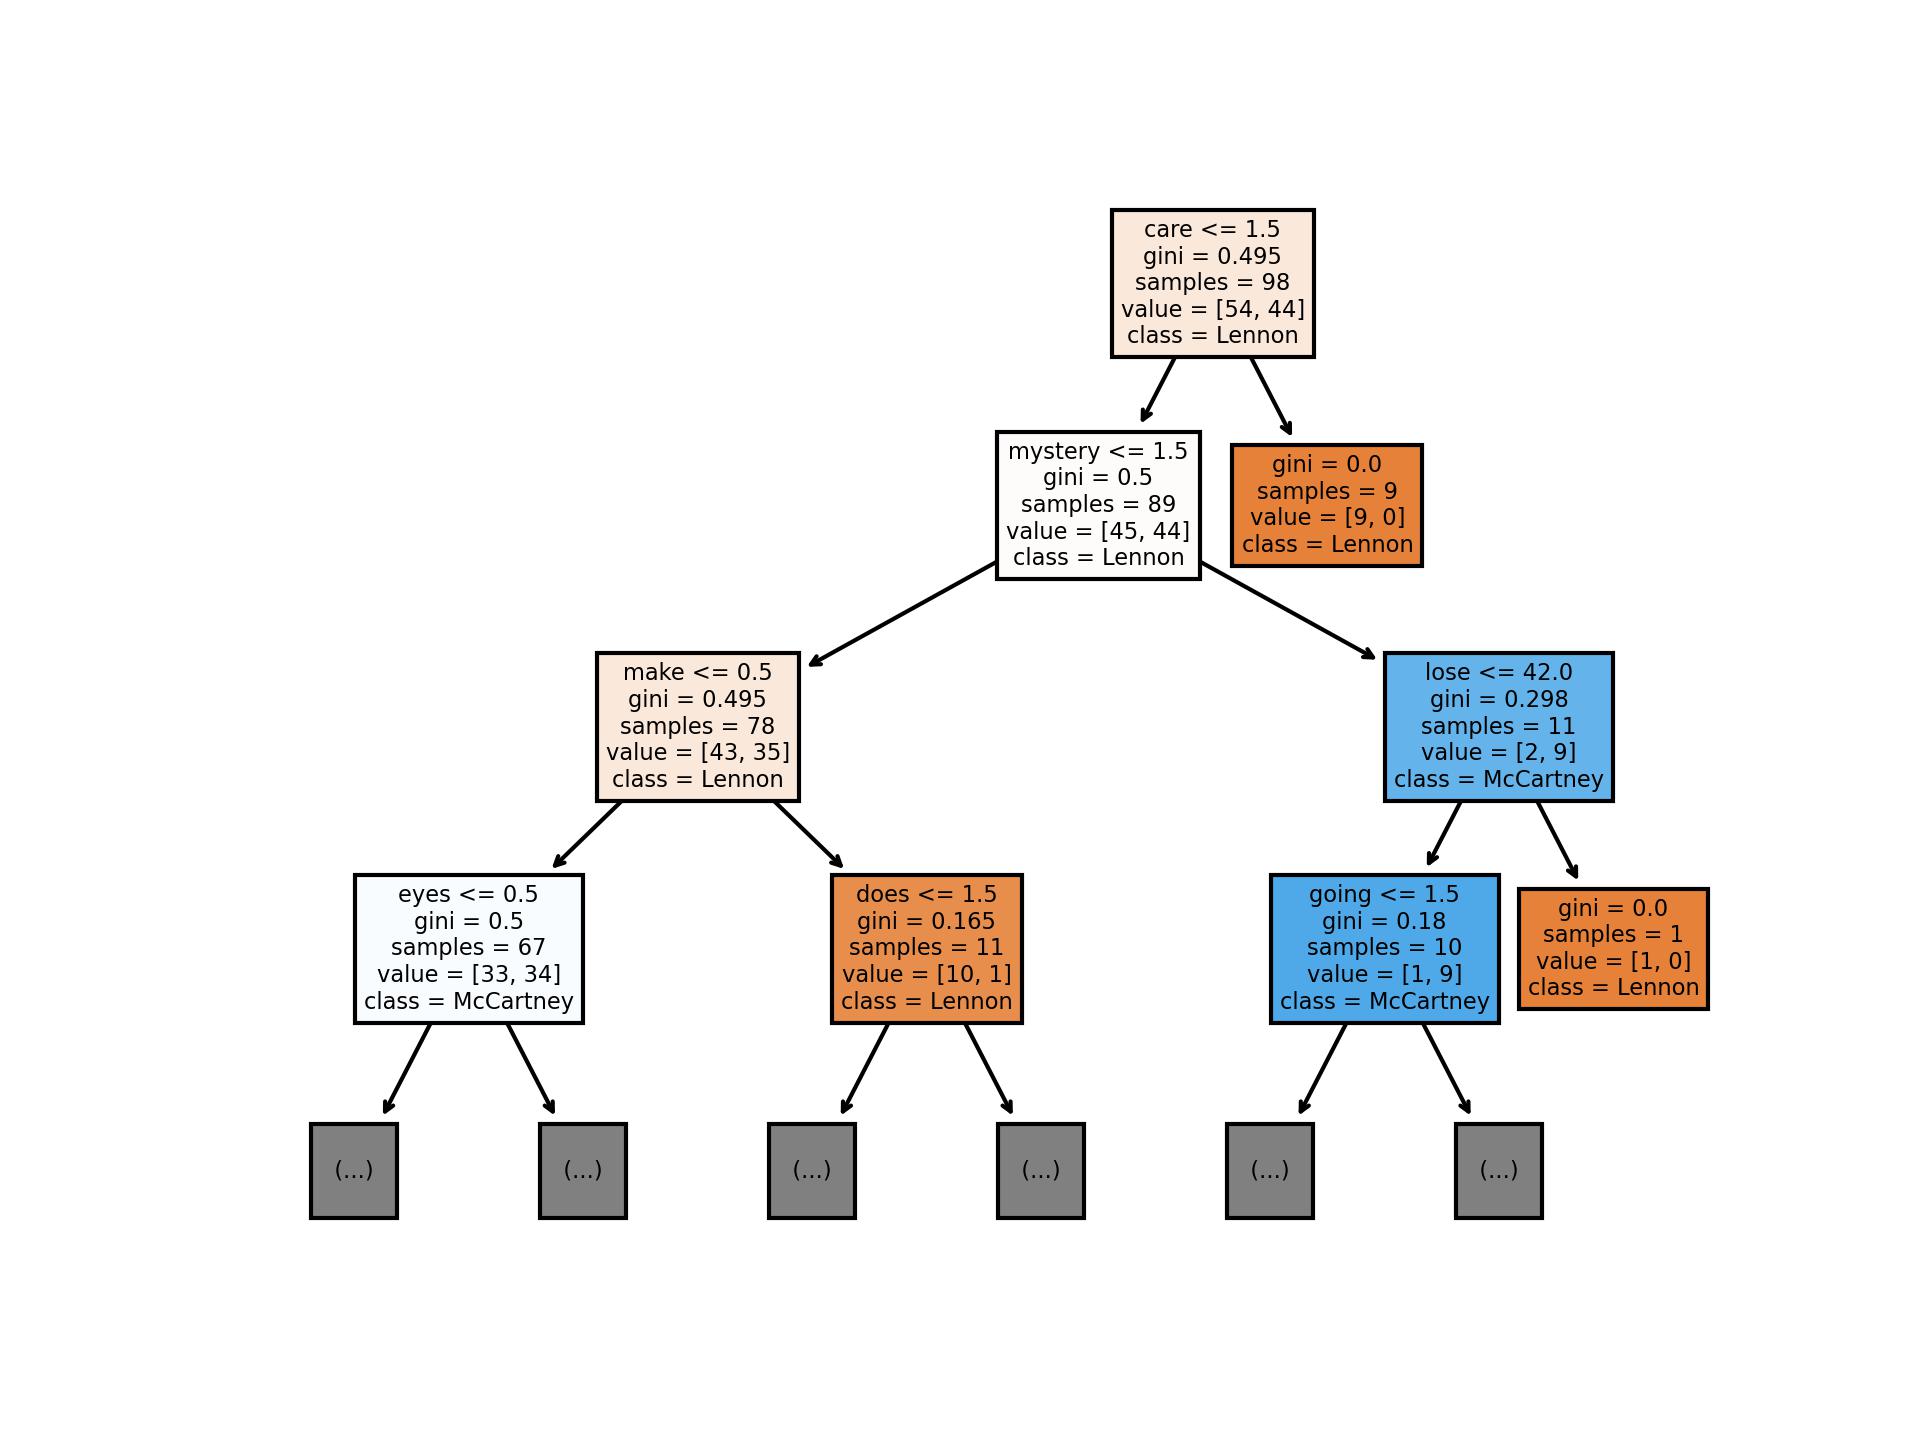 care <= 1.5
gini = 0.495
samples = 98
value = [54, 44]
class = Lennon
mystery <= 1.5
gini = 0.5
samples = 89
value = [45, 44]
class = Lennon
gini = 0.0
samples = 9
value = [9, 0]
class = Lennon
make <= 0.5
gini = 0.495
samples = 78
value = [43, 35]
class = Lennon
lose <= 42.0
gini = 0.298
samples = 11
value = [2, 9]
class = McCartney
eyes <= 0.5
gini = 0.5
samples = 67
value = [33, 34]
class = McCartney
does <= 1.5
gini = 0.165
samples = 11
value = [10, 1]
class = Lennon
going <= 1.5
gini = 0.18
samples = 10
value = [1, 9]
class = McCartney
gini = 0.0
samples = 1
value = [1, 0]
class = Lennon
(...)
(...)
(...)
(...)
(...)
(...)